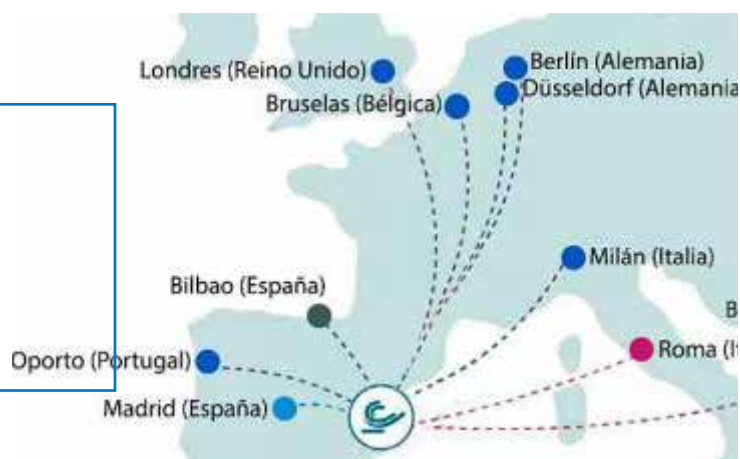 Londres (Reino Unido)
Berlín (Alemania)
Düsseldorf (Alemania
Bruselas (Bélgica)
Milán (Italia)
Bilbao (España)
B
Roma (It
Oporto (Portugal)
Madrid (España)